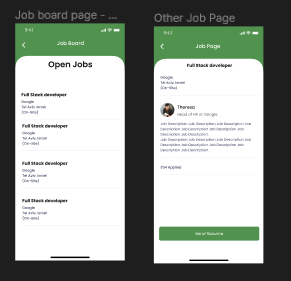 Job board page - ...
Other Job Page
9:41
Job Board
Open Jobs
Full Stack developer
Google
Tel Aviv, Israel
(On-Site)
Full Stack developer
Google
Tel Aviv, Israel
(On-Site)
Full Stack developer
Google
Tel Aviv, Israel
(On-Site)
Full Stack developer
Google
Tel Aviv, Israel
(On-Site)
9:41
Job Page
Full Stack developer
Google
Tel Aviv, Israel
(On-Site)
Theresa
Head of HR at Google
Job Description Job Description Job Description Job
Description Job Description Job Description
Job Description Job Description Job Description Job
Description Job Description Job Description
Job Description
Applied
Send Resume